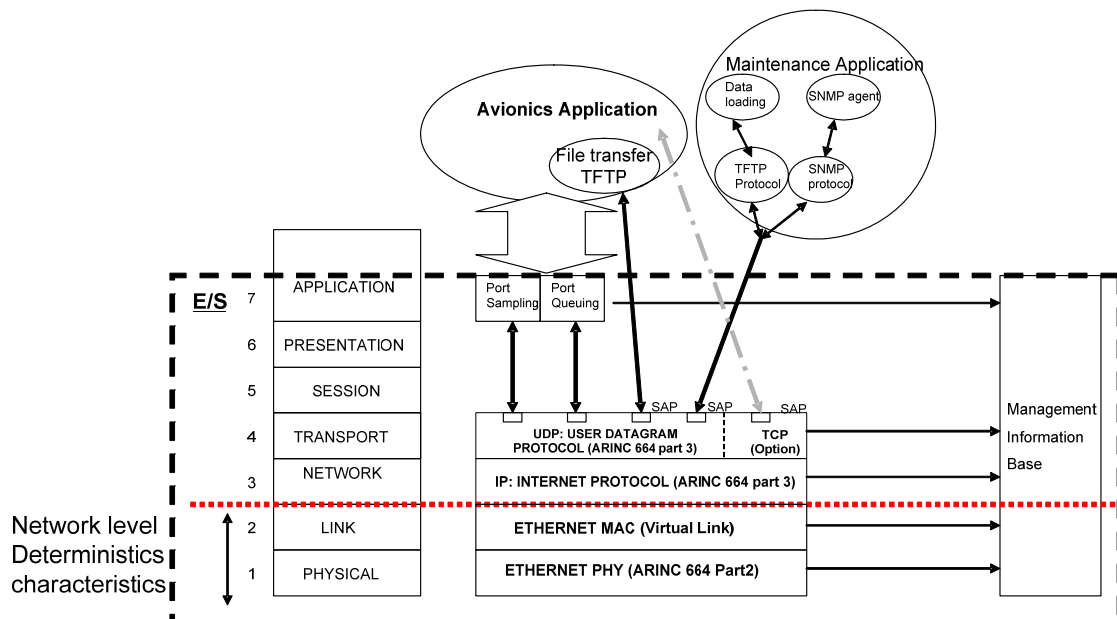 Maintenance Application
Data
loading
SNMP agent
Avionics Application
File transfer
TFTP
TFTP
Protocol
SNMP
protocol
E/S
7
APPLICATION
Port
Sampling
Port
Queuing
6
PRESENTATION
5
SESSION
SAP
SAP
SAP
4
TRANSPORT
UDP: USER DATAGRAM
PROTOCOL (ARINC 664 part 3)
TCP
(Option)
Management
Information
Base
3
NETWORK
IP: INTERNET PROTOCOL (ARINC 664 part 3)
Network level
Deterministics
characteristics
2
LINK
ETHERNET MAC (Virtual Link)
1
PHYSICAL
ETHERNET PHY (ARINC 664 Part2)